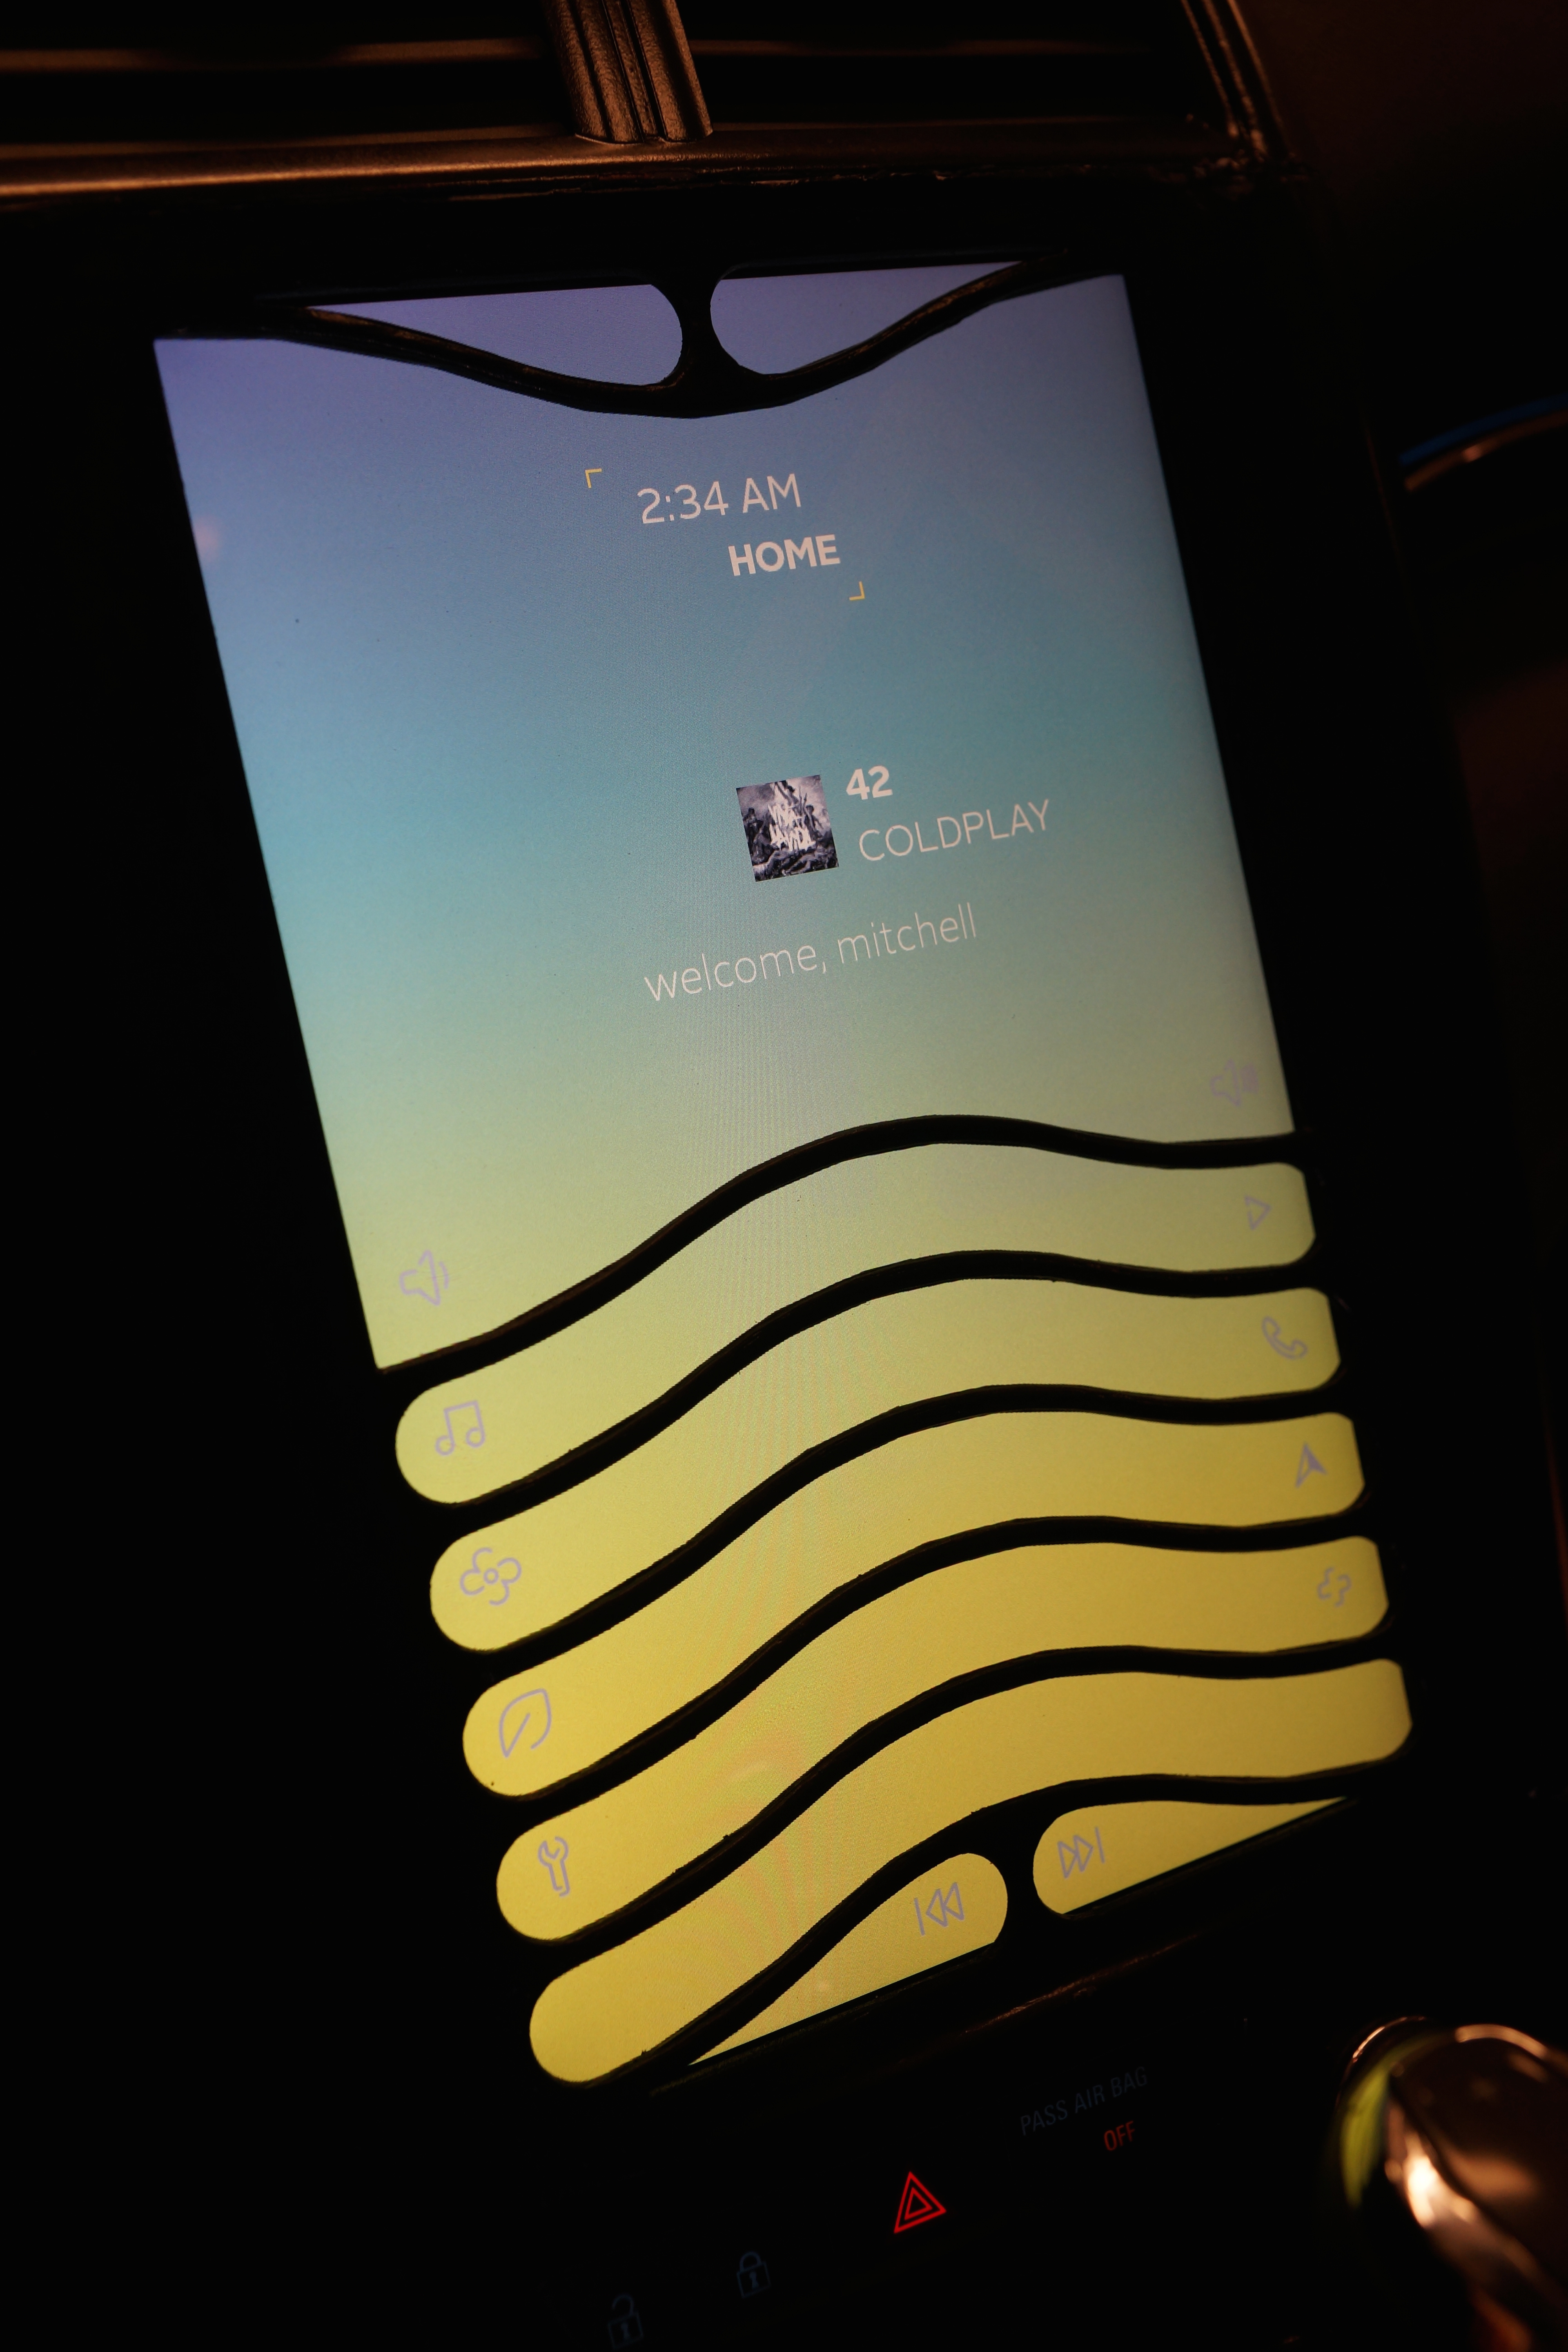 2:34 AM
HOME
42
COLDPLAY
welcome, mitchell
PASS AIR BAG
OFF